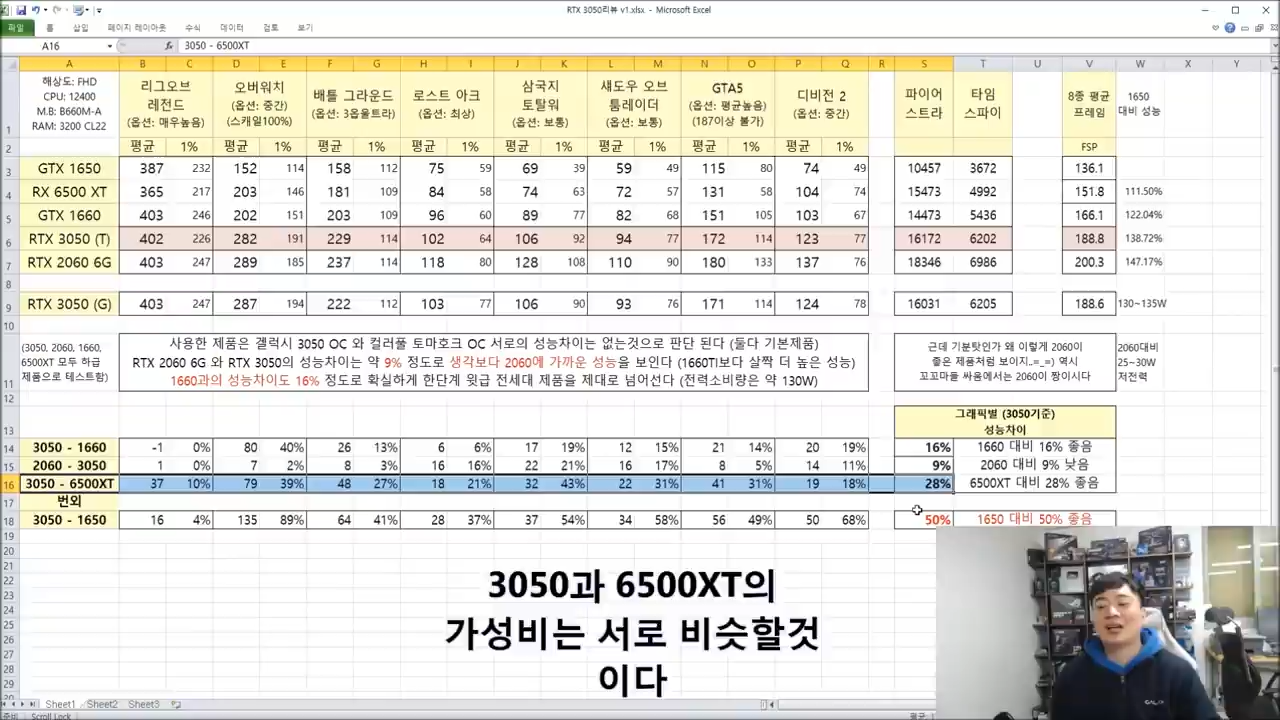 RTX 3050리뷰 v1.xlsx - Microsoft Excel
파일 홈 삽입 페이지 레이아웃 수식 데이터 검토 보기
A16 fx 3050 - 6500XT
A B C D E F G H I J K L M N O P Q R S T U V W X Y
해상도: FHD
CPU: 12400
M.B: B660M-A
RAM: 3200 CL22
리그오브 레전드 (옵션: 매우높음)
오버워치 (옵션: 중간) (스케일100%)
배틀 그라운드 (옵션: 3옵울트라)
로스트 아크 (옵션: 최상)
삼국지 토탈워 (옵션: 보통)
섀도우 오브 툼레이더 (옵션: 보통)
GTA5 (옵션: 평균높음) (187이상 불가)
디비전 2 (옵션: 중간)
파이어 스트라
타임 스파이
8종 평균 프레임
1650 대비 성능
1
2 평균 1% 평균 1% 평균 1% 평균 1% 평균 1% 평균 1% 평균 1% 평균 1% FSP
3 GTX 1650 387 232 152 114 158 112 75 59 69 39 59 49 115 80 74 49 10457 3672 136.1
4 RX 6500 XT 365 217 203 146 181 109 84 58 74 63 72 57 131 58 104 74 15473 4992 151.8 111.50%
5 GTX 1660 403 246 202 151 203 109 96 60 89 77 82 68 151 105 103 67 14473 5436 166.1 122.04%
6 RTX 3050 (T) 402 226 282 191 229 114 102 64 106 92 94 77 172 114 123 77 16172 6202 188.8 138.72%
7 RTX 2060 6G 403 247 289 185 237 114 118 80 128 108 110 90 180 133 137 76 18346 6986 200.3 147.17%
8
9 RTX 3050 (G) 403 247 287 194 222 112 103 77 106 90 93 76 171 114 124 78 16031 6205 188.6 130~135W
10
(3050, 2060, 1660,
6500XT 모두 하급
제품으로 테스트함)
사용한 제품은 갤럭시 3050 OC 와 컬러풀 토마호크 OC 서로의 성능차이는 없는것으로 판단 된다 (둘다 기본제품)
RTX 2060 6G 와 RTX 3050의 성능차이는 약 9% 정도로 생각보다 2060에 가까운 성능을 보인다 (1660Ti보다 살짝 더 높은 성능)
1660과의 성능차이도 16% 정도로 확실하게 한단계 윗급 전세대 제품을 제대로 넘어선다 (전력소비량은 약 130W)
근데 기분탓인가 왜 이렇게 2060이
좋은 제품처럼 보이지..=_=) 역시
꼬꼬마들 싸움에서는 2060이 짱이시다
2060대비
25~30W
저전력
11
12
13 그래픽별 (3050기준)
성능차이
14 3050 - 1660 -1 0% 80 40% 26 13% 6 6% 17 19% 12 15% 21 14% 20 19% 16% 1660 대비 16% 좋음
15 2060 - 3050 1 0% 7 2% 8 3% 16 16% 22 21% 16 17% 8 5% 14 11% 9% 2060 대비 9% 낮음
16 3050 - 6500XT 37 10% 79 39% 48 27% 18 21% 32 43% 22 31% 41 31% 19 18% 28% 6500XT 대비 28% 좋음
17 번외
18 3050 - 1650 16 4% 135 89% 64 41% 28 37% 37 54% 34 58% 56 49% 50 68% 50% 1650 대비 50% 좋음
19
20
21
22
23
24
25
26
27
28
29
3050과 6500XT의
가성비는 서로 비슷할것
이다
Sheet1 Sheet2 Sheet3
준비 Scroll Lock